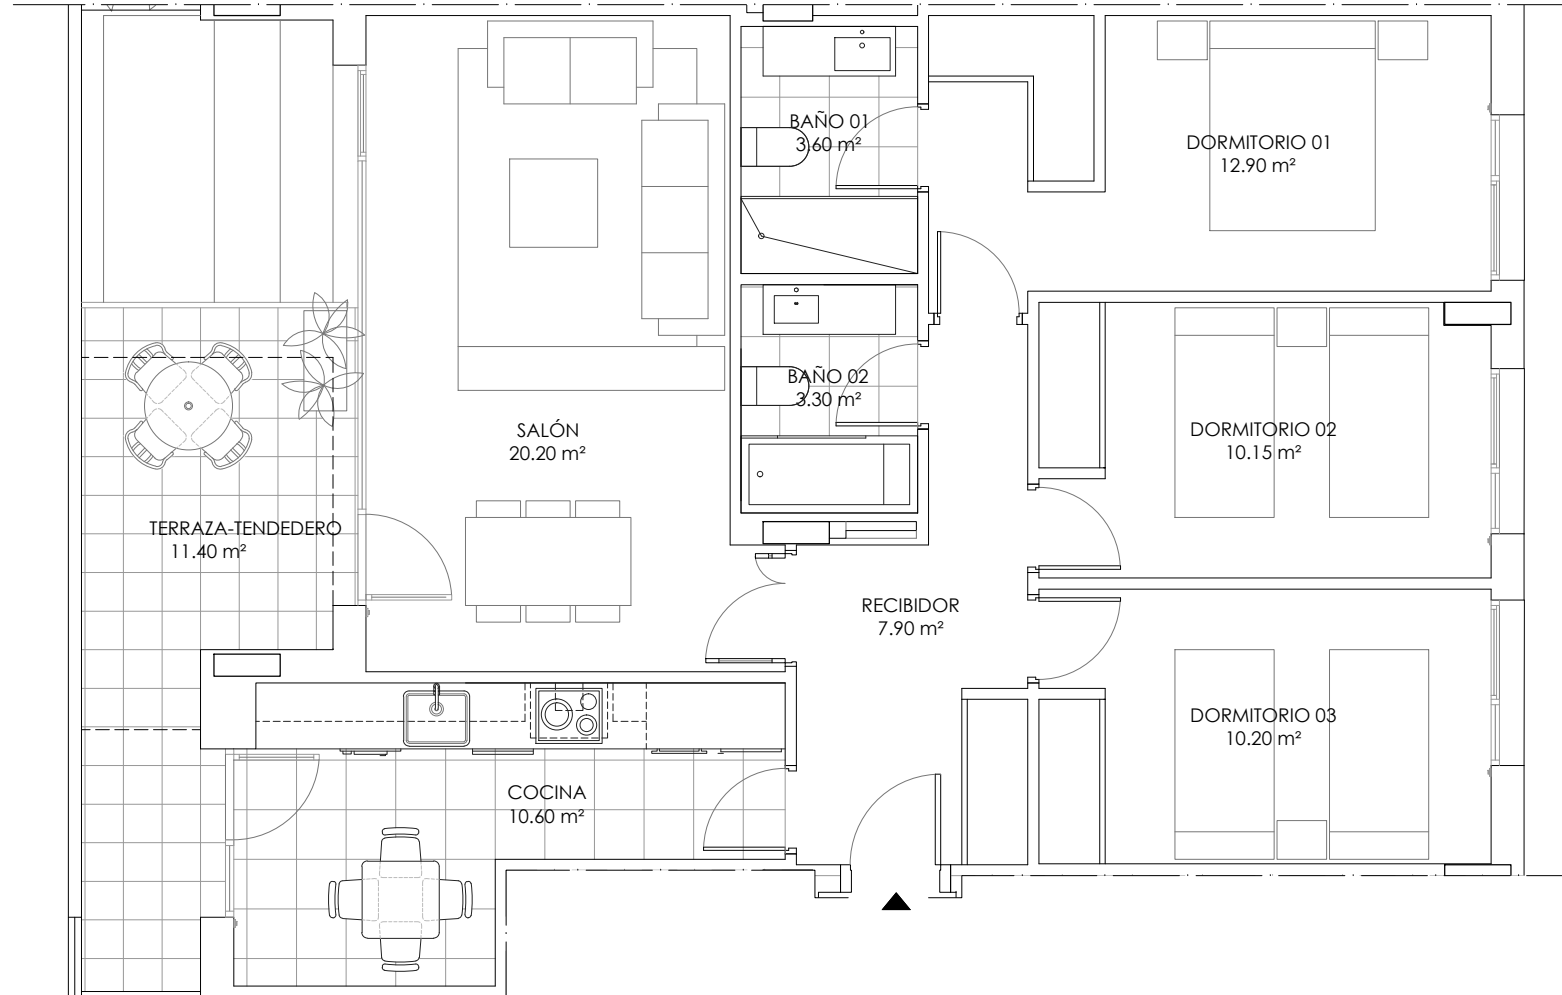 BAÑO 01
3.60 m²
DORMITORIO 01
12.90 m²
BAÑO 02
3.30 m²
SALÓN
20.20 m²
DORMITORIO 02
10.15 m²
TERRAZA-TENDEDERO
11.40 m²
RECIBIDOR
7.90 m²
DORMITORIO 03
10.20 m²
COCINA
10.60 m²